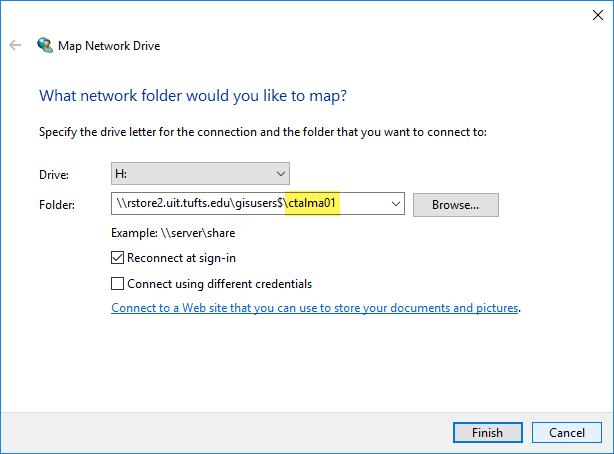 Map Network Drive
What network folder would you like to map?
Specify the drive letter for the connection and the folder that you want to connect to:
Drive: H:
Folder: \\rstore2.uit.tufts.edu\gisusers$\ctalma01 Browse...
Example: \\server\share
Reconnect at sign-in
Connect using different credentials
Connect to a Web site that you can use to store your documents and pictures.
Finish Cancel